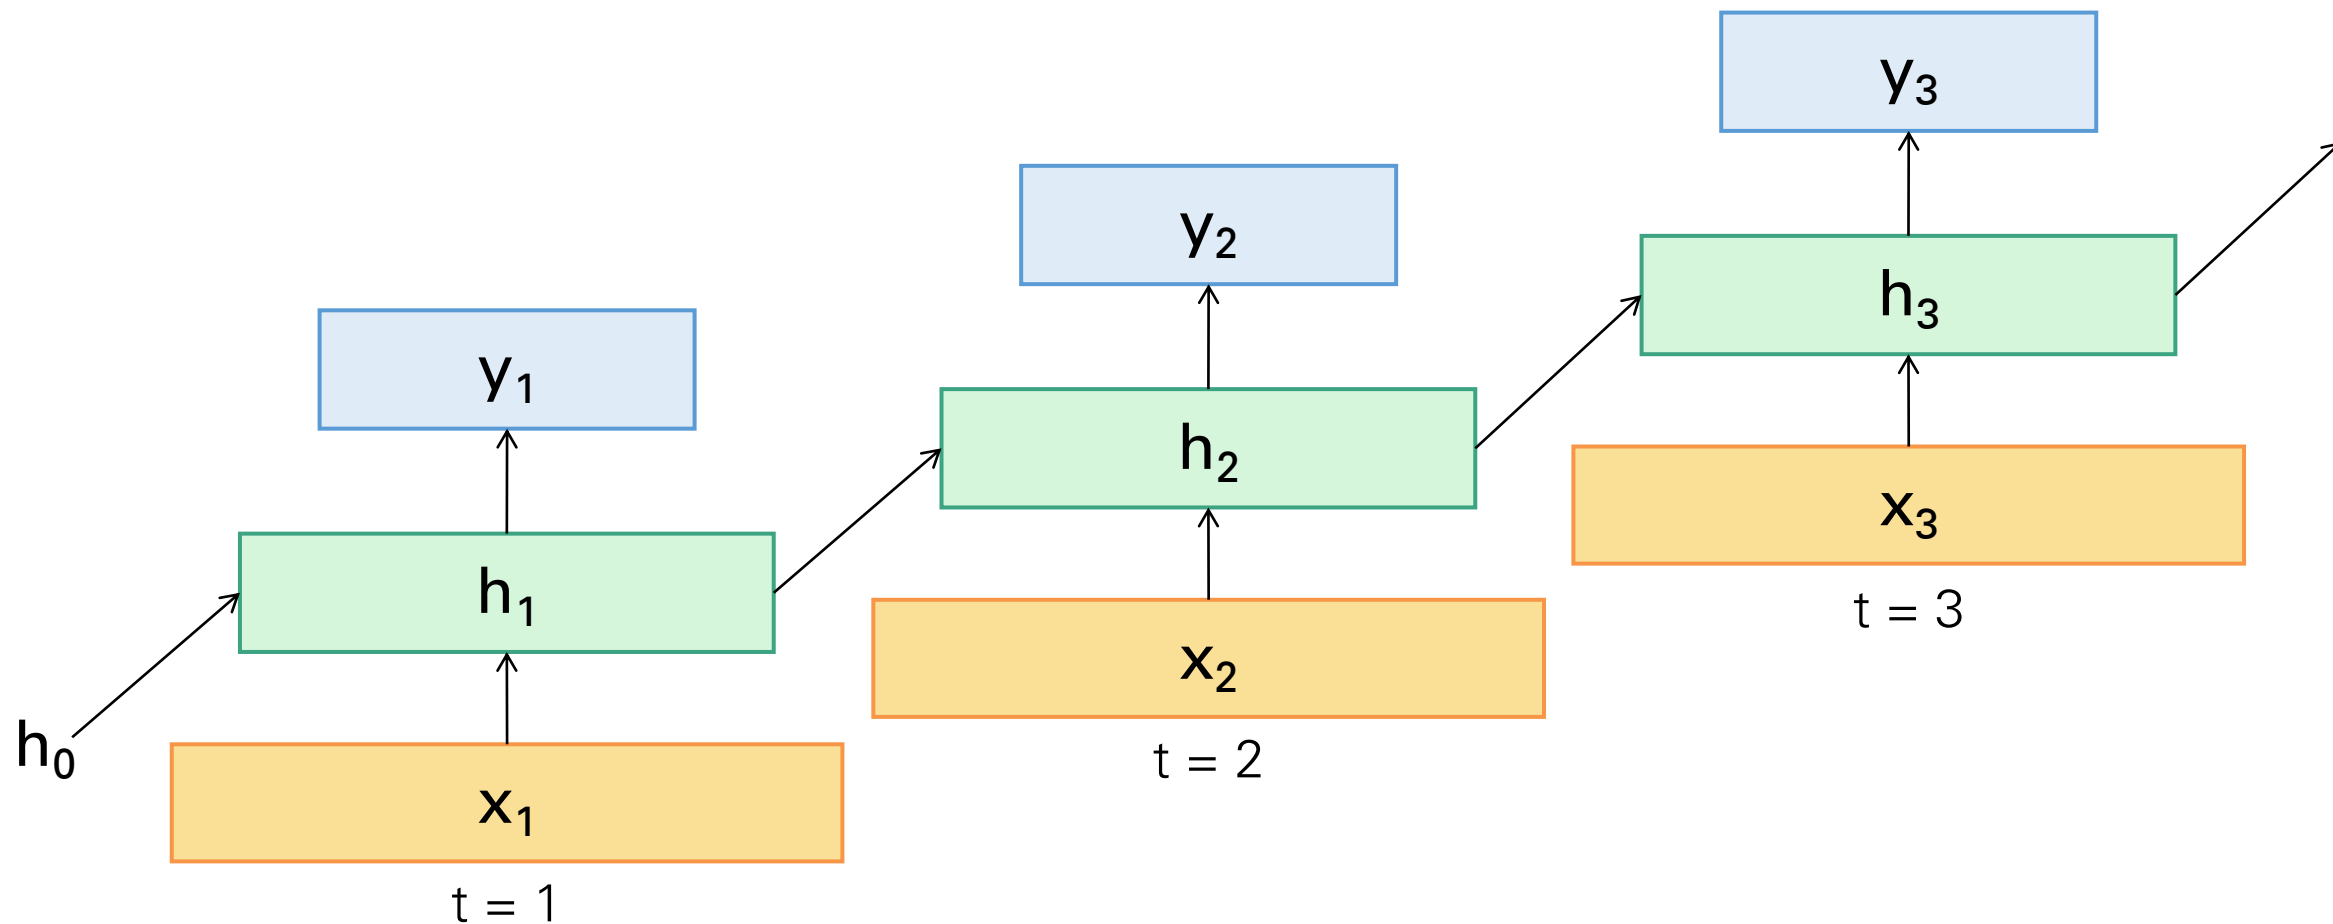 y₃
y₂
h₃
y₁
h₂
x₃
t = 3
h₁
x₂
h₀
t = 2
x₁
t = 1